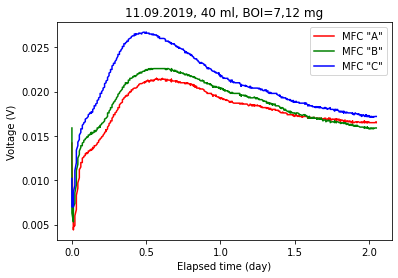 11.09.2019, 40 ml, BOI=7,12 mg
MFC "A"
MFC "B"
MFC "C"
Voltage (V)
0.025
0.020
0.015
0.010
0.005
0.0 0.5 1.0 1.5 2.0
Elapsed time (day)